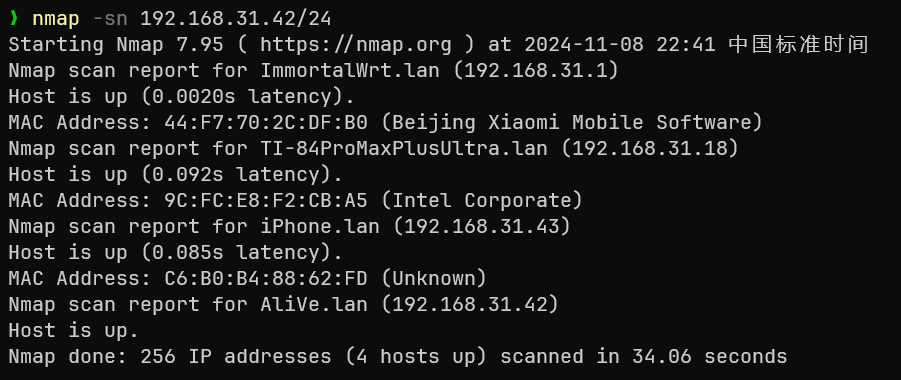 ❯ nmap -sn 192.168.31.42/24
Starting Nmap 7.95 ( https://nmap.org ) at 2024-11-08 22:41 中国标准时间
Nmap scan report for ImmortalWrt.lan (192.168.31.1)
Host is up (0.0020s latency).
MAC Address: 44:F7:70:2C:DF:B0 (Beijing Xiaomi Mobile Software)
Nmap scan report for TI-84ProMaxPlusUltra.lan (192.168.31.18)
Host is up (0.092s latency).
MAC Address: 9C:FC:E8:F2:CB:A5 (Intel Corporate)
Nmap scan report for iPhone.lan (192.168.31.43)
Host is up (0.085s latency).
MAC Address: C6:B0:B4:88:62:FD (Unknown)
Nmap scan report for AliVe.lan (192.168.31.42)
Host is up.
Nmap done: 256 IP addresses (4 hosts up) scanned in 34.06 seconds